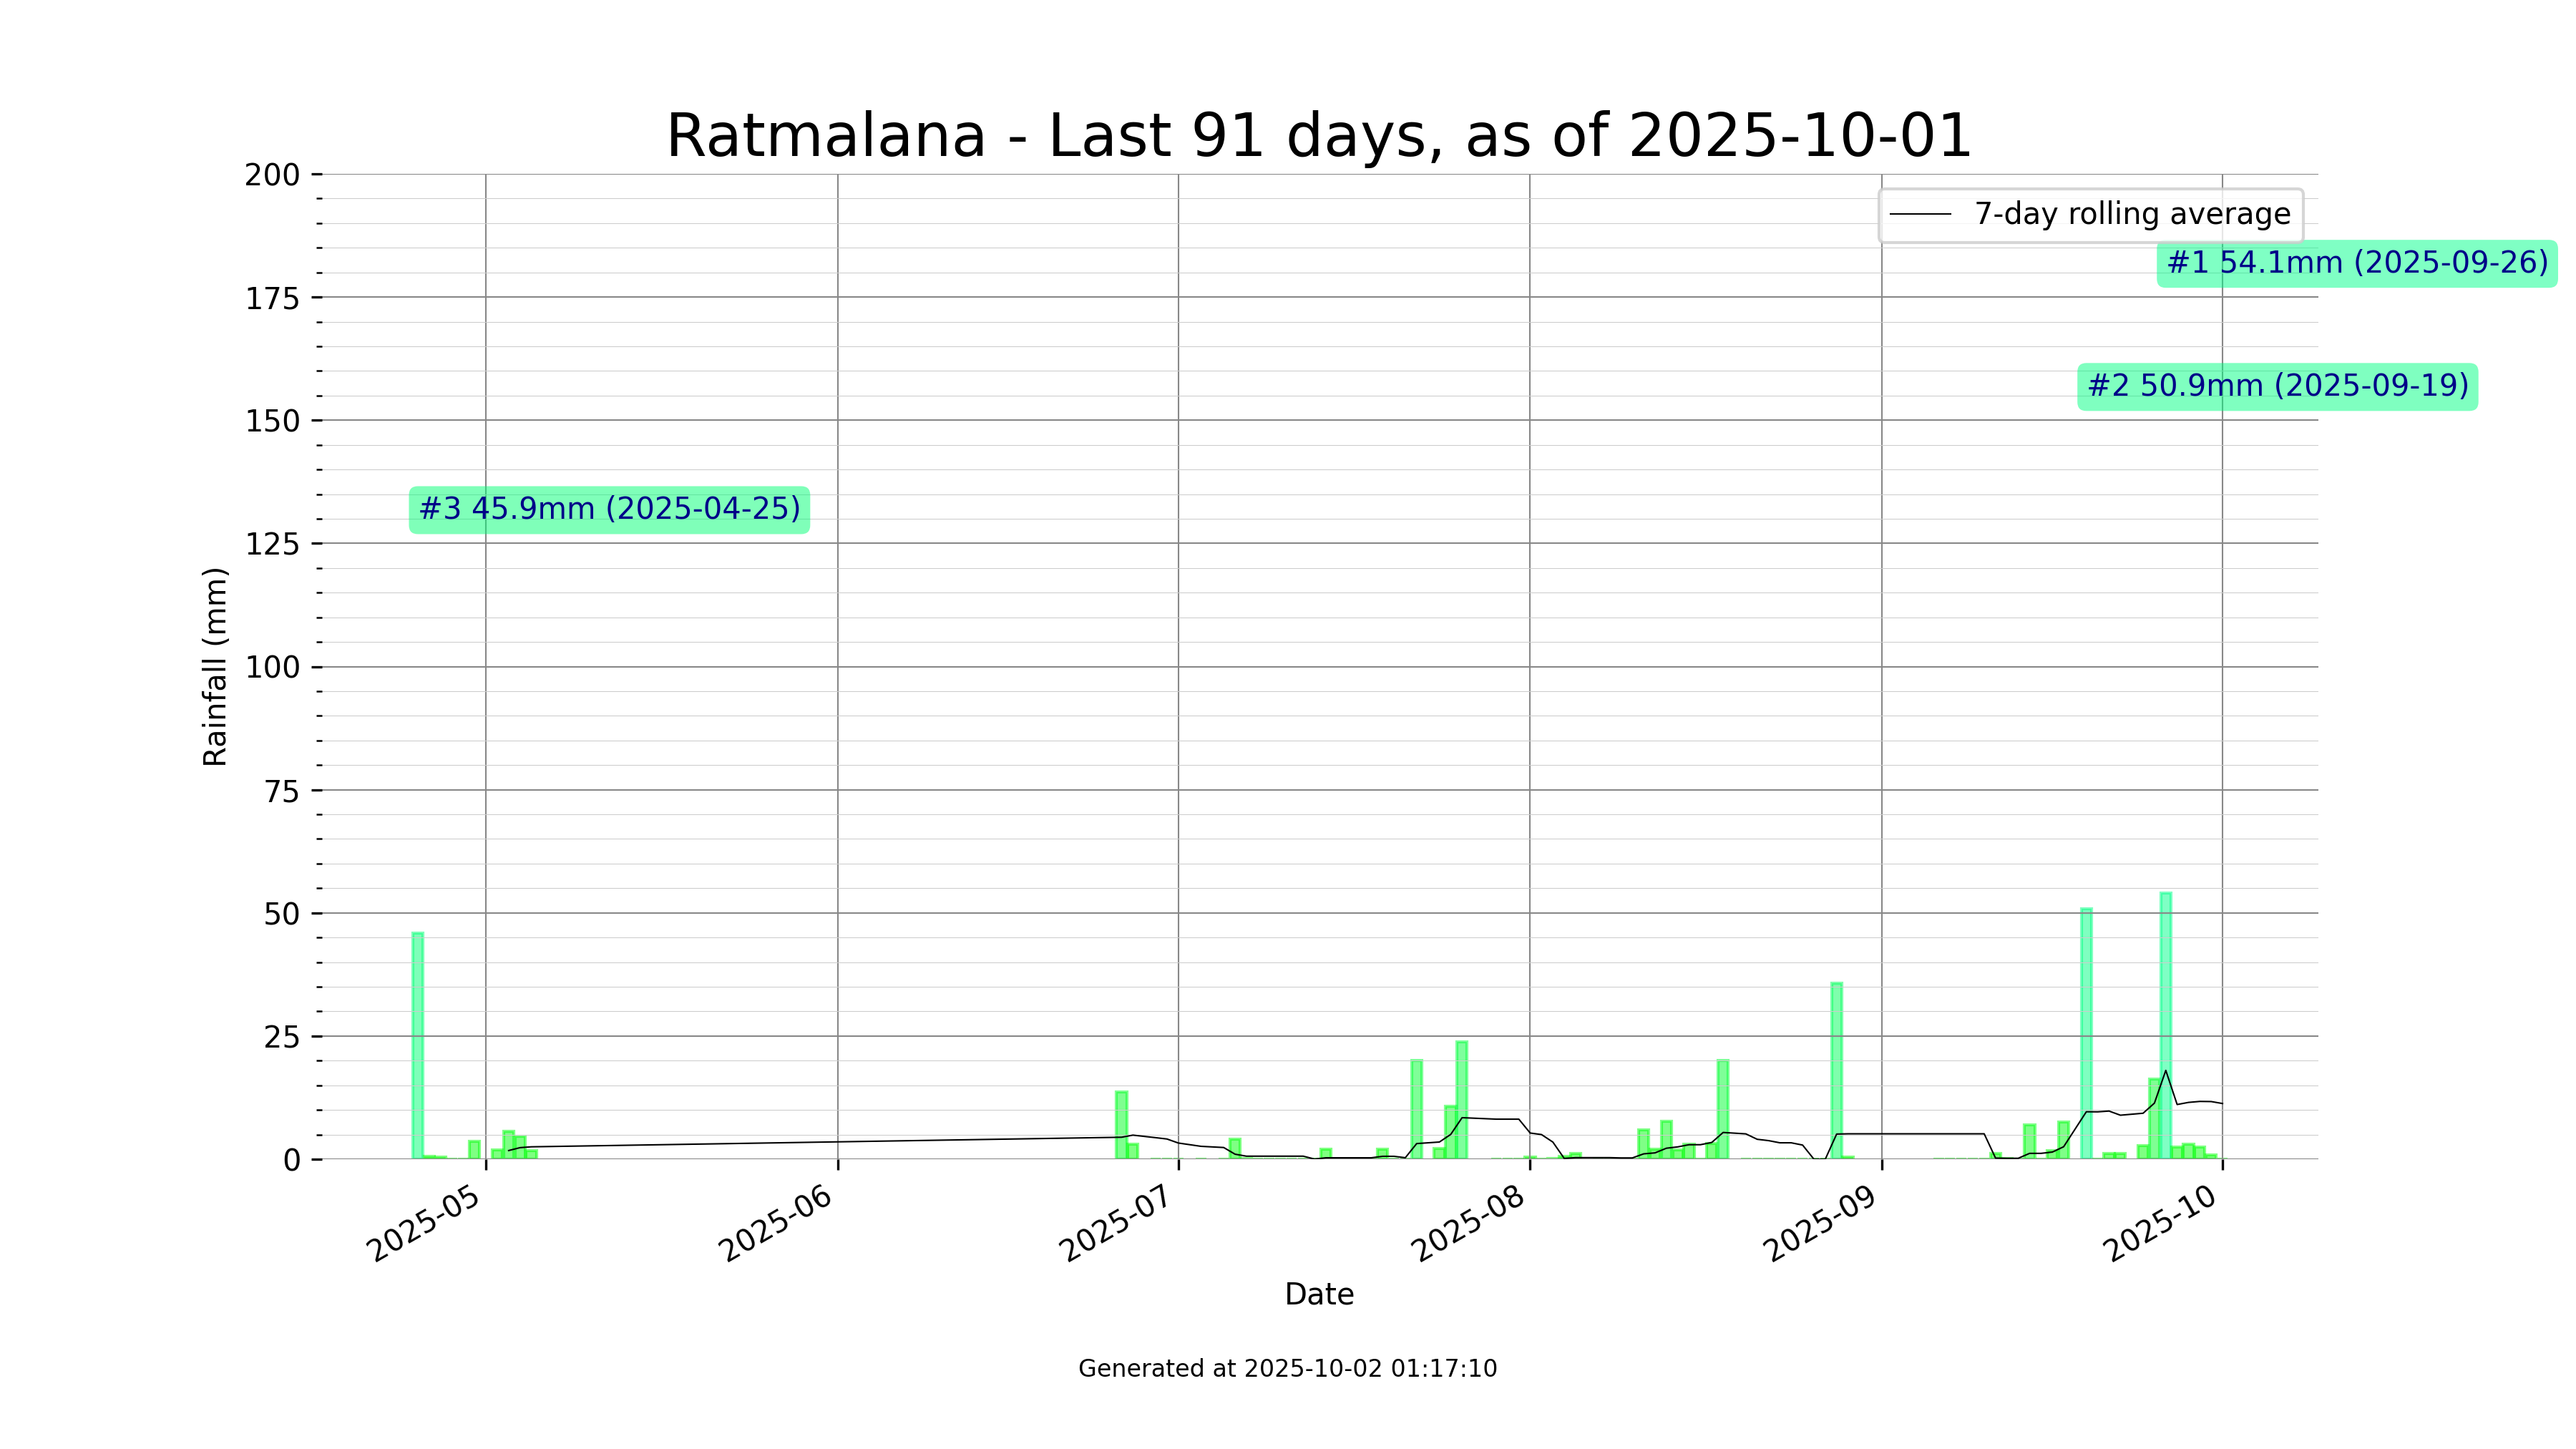 Ratmalana - Last 91 days, as of 2025-10-01
200
175
150
125
100
75
50
25
0
Rainfall (mm)
7-day rolling average
#1 54.1mm (2025-09-26)
#2 50.9mm (2025-09-19)
#3 45.9mm (2025-04-25)
2025-05
2025-06
2025-07
2025-08
2025-09
2025-10
Date
Generated at 2025-10-02 01:17:10